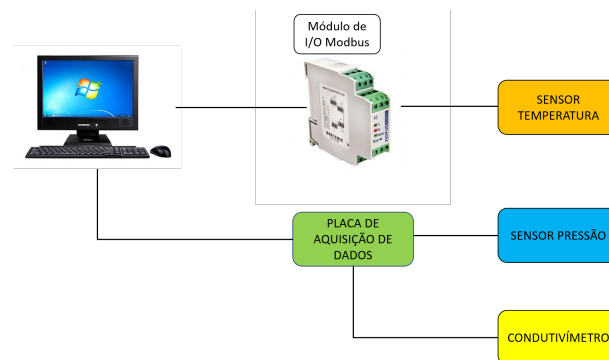 Módulo de
I/O Modbus
SENSOR
TEMPERATURA
PLACA DE
AQUISIÇÃO DE
DADOS
SENSOR PRESSÃO
CONDUTIVÍMETRO